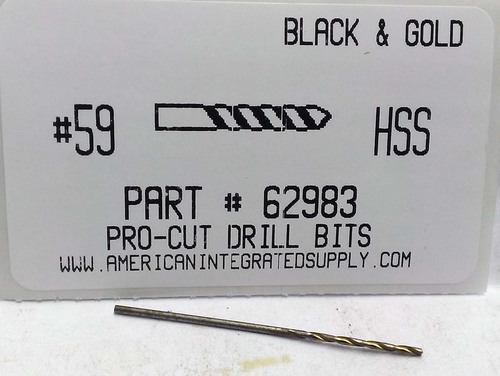 BLACK & GOLD
#59 HSS
PART # 62983
PRO-CUT DRILL BITS
WWW.AMERICANINTEGRATEDSUPPLY.COM